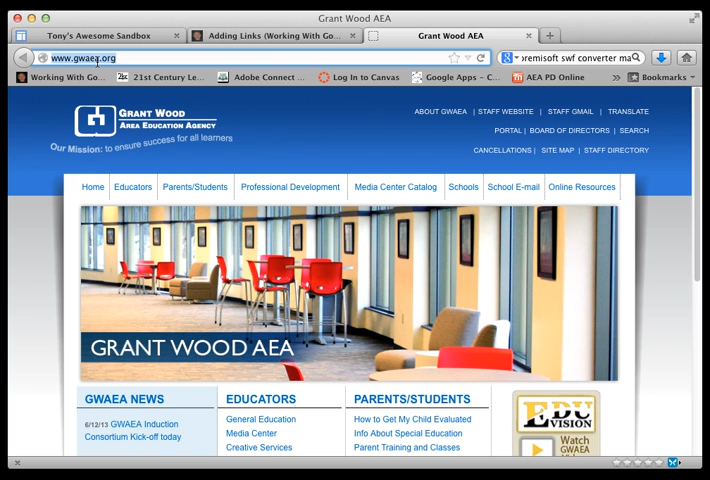 Grant Wood AEA
Tony's Awesome Sandbox
Adding Links (Working With Go...
Grant Wood AEA
www.gwaea.org
premisoft swf converter ma
Working With Go...
21st Century Le...
Adobe Connect ...
Log In to Canvas
Google Apps - C...
AEA PD Online
Bookmarks
GRANT WOOD
AREA EDUCATION AGENCY
Our Mission: to ensure success for all learners
ABOUT GWAEA | STAFF WEBSITE | STAFF GMAIL | TRANSLATE
PORTAL | BOARD OF DIRECTORS | SEARCH
CANCELLATIONS | SITE MAP | STAFF DIRECTORY
Home
Educators
Parents/Students
Professional Development
Media Center Catalog
Schools
School E-mail
Online Resources
GRANT WOOD AEA
GWAEA NEWS
6/12/13 GWAEA Induction
Consortium Kick-off today
EDUCATORS
General Education
Media Center
Creative Services
PARENTS/STUDENTS
How to Get My Child Evaluated
Info About Special Education
Parent Training and Classes
EDU
VISION
Watch
GWAEA